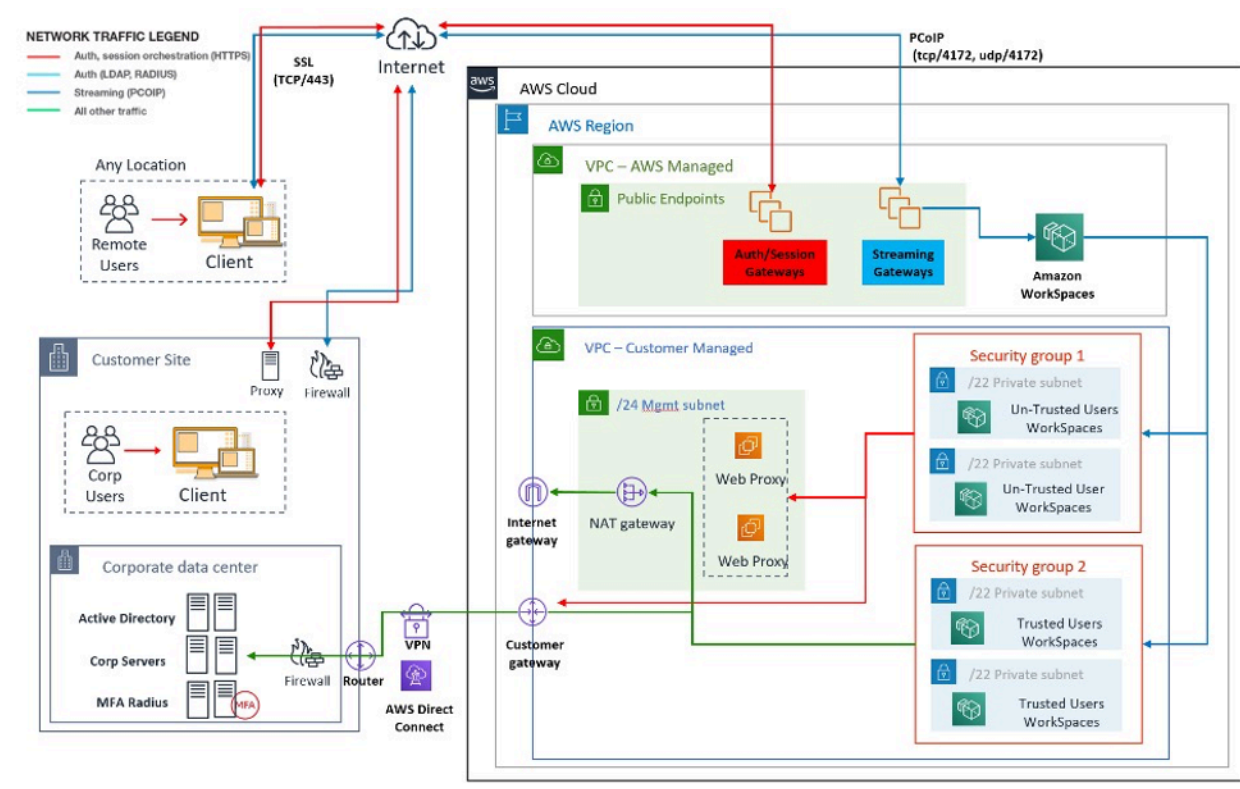 NETWORK TRAFFIC LEGEND
Auth, session orchestration (HTTPS)
Auth (LDAP, RADIUS)
Streaming (PCOIP)
All other traffic
SSL
(TCP/443)
Internet
PCoIP
(tcp/4172, udp/4172)
aws
AWS Cloud
AWS Region
VPC – AWS Managed
Public Endpoints
Auth/Session
Gateways
Streaming
Gateways
Amazon
WorkSpaces
Any Location
Remote
Users
Client
Customer Site
Proxy
Firewall
Corp
Users
Client
Corporate data center
Active Directory
Corp Servers
MFA Radius
MFA
Firewall
Router
VPN
AWS Direct
Connect
VPC – Customer Managed
/24 Mgmt subnet
Web Proxy
Web Proxy
NAT gateway
Internet
gateway
Customer
gateway
Security group 1
/22 Private subnet
Un-Trusted Users
WorkSpaces
/22 Private subnet
Un-Trusted User
WorkSpaces
Security group 2
/22 Private subnet
Trusted Users
WorkSpaces
/22 Private subnet
Trusted Users
WorkSpaces